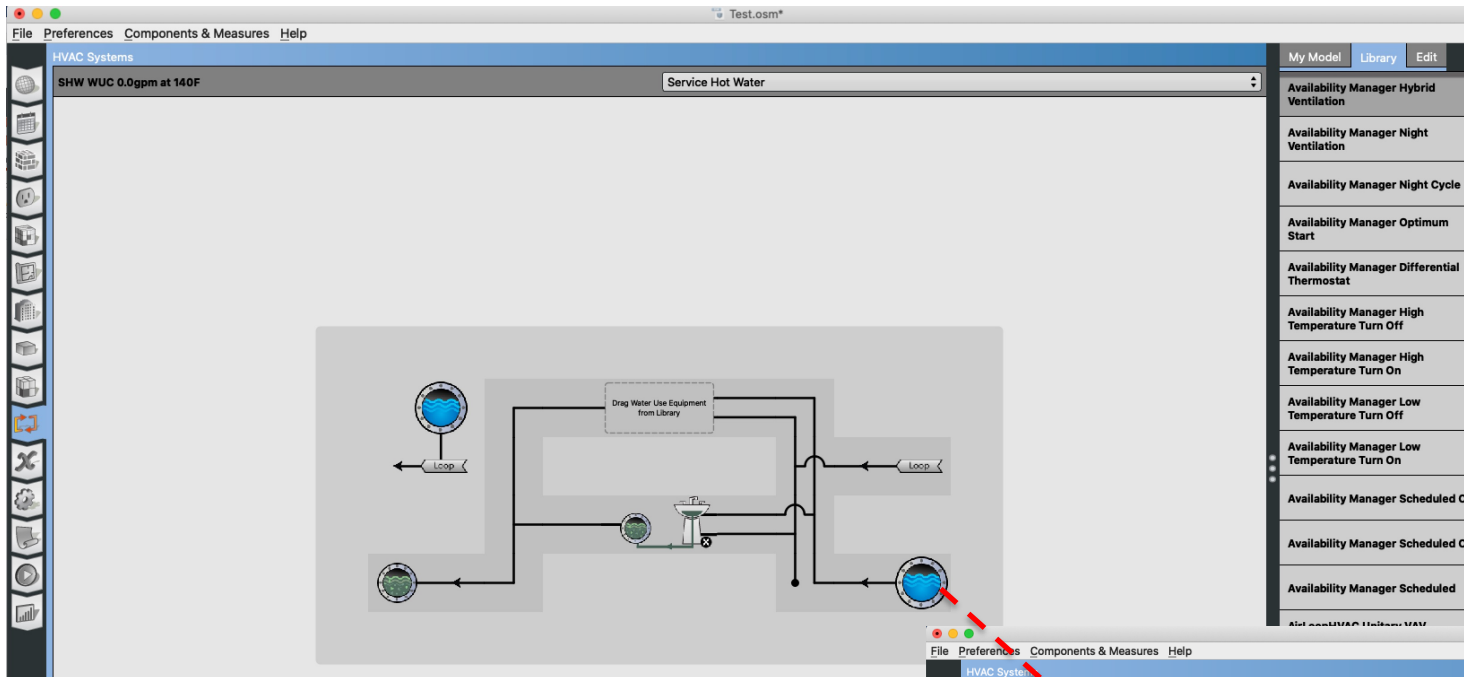 Test.osm*
File Preferences Components & Measures Help
HVAC Systems
My Model Library Edit
SHW WUC 0.0gpm at 140F
Service Hot Water
Availability Manager Hybrid
Ventilation
Availability Manager Night
Ventilation
Availability Manager Night Cycle
Availability Manager Optimum
Start
Availability Manager Differential
Thermostat
Availability Manager High
Temperature Turn Off
Availability Manager High
Temperature Turn On
Availability Manager Low
Temperature Turn Off
Availability Manager Low
Temperature Turn On
Availability Manager Scheduled O
Availability Manager Scheduled O
Availability Manager Scheduled
AirLoopHVAC Unitary VAV
Drag Water Use Equipment
from Library
Loop
Loop
File Preferences Components & Measures Help
HVAC System